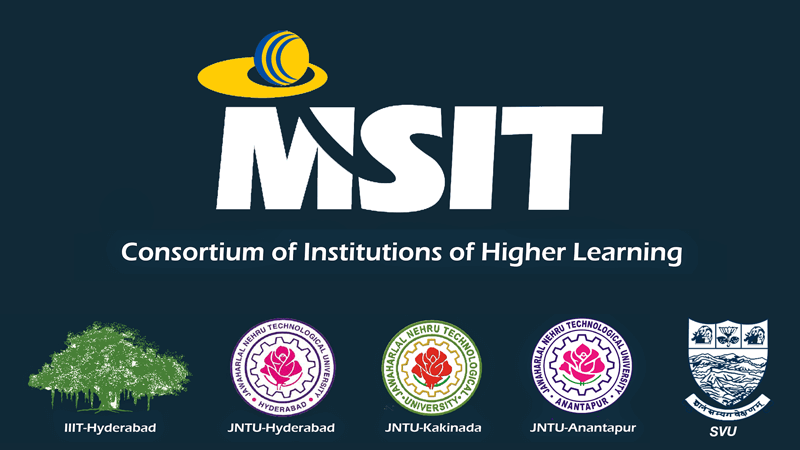 MSIT
Consortium of Institutions of Higher Learning
JAWAHARLAL NEHRU TECHNOLOGICAL UNIVERSITY
HYDERABAD
JAWAHARLAL NEHRU TECHNOLOGICAL
UNIVERSITY
JAWAHARLAL NEHRU TECHNOLOGICAL UNIVERSITY
ANANTAPUR
IIIT-Hyderabad
JNTU-Hyderabad
JNTU-Kakinada
JNTU-Anantapur
SVU